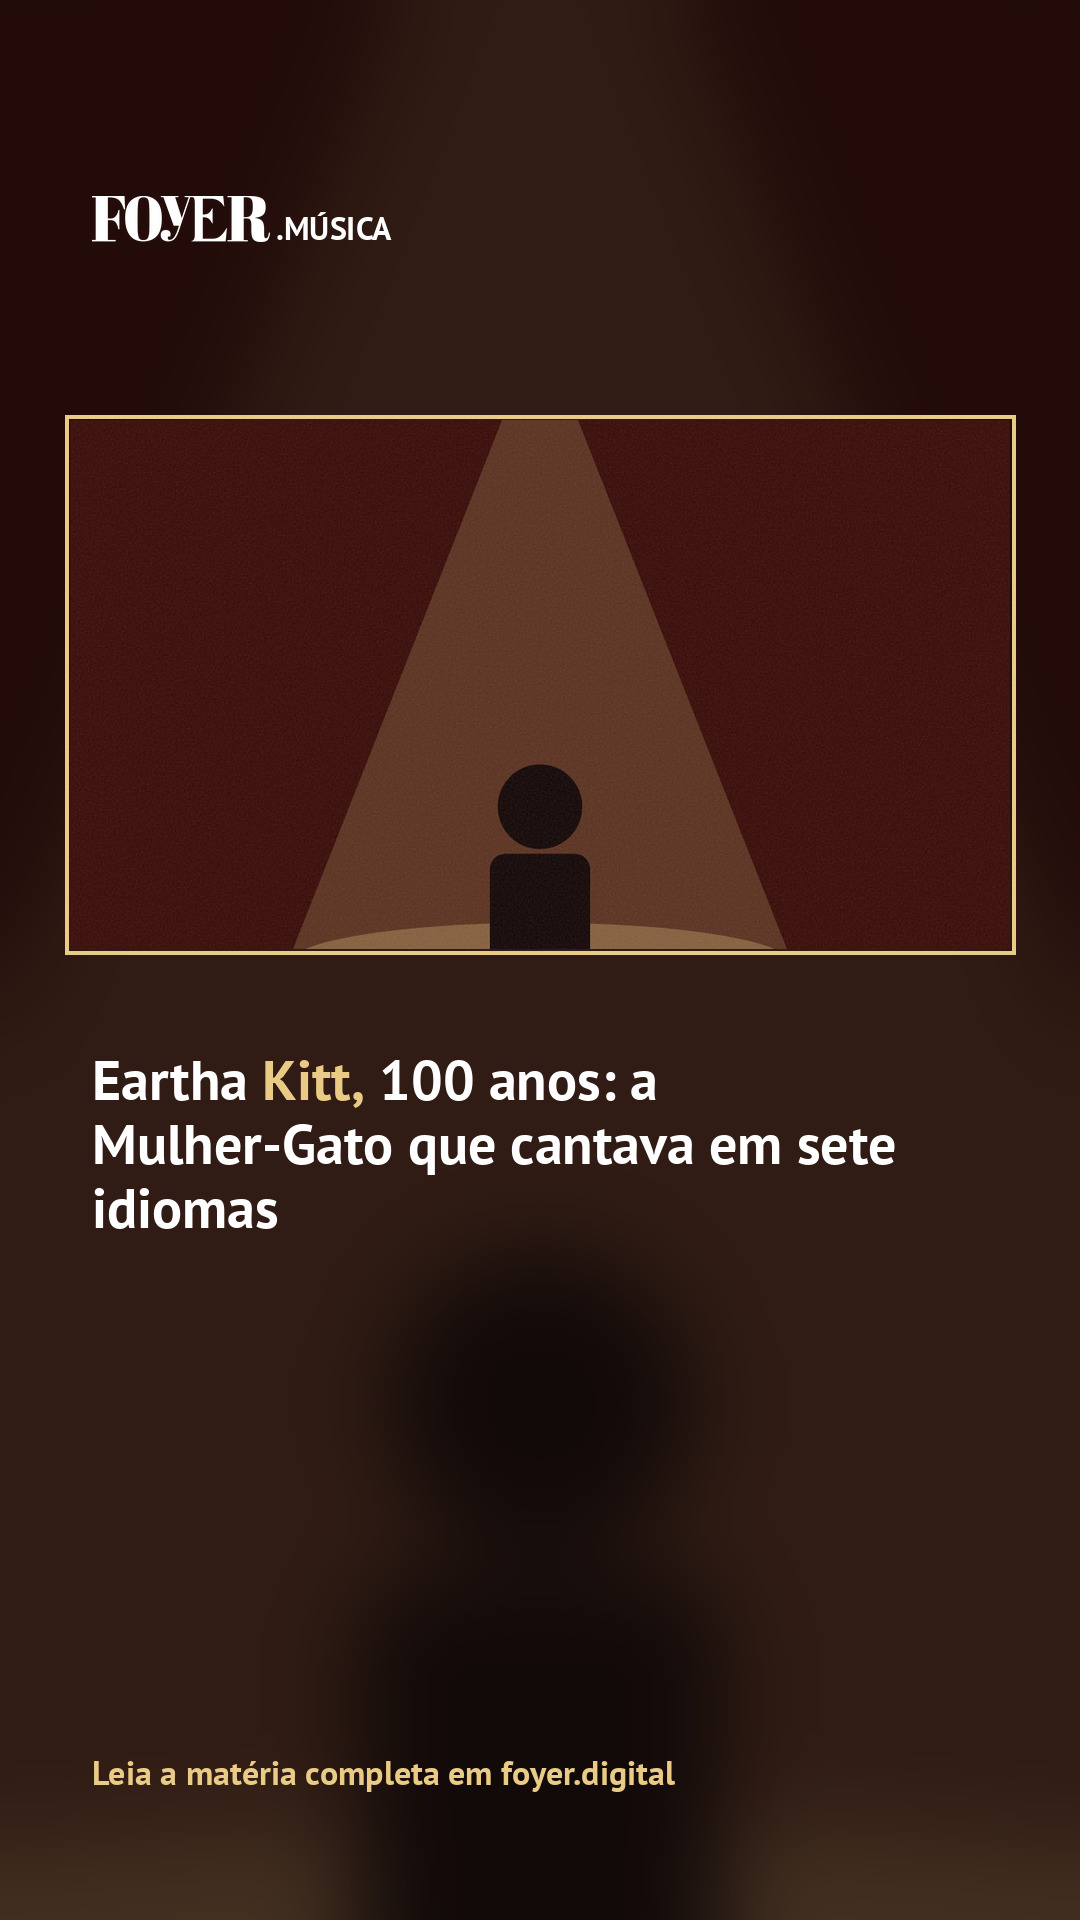 FOyER .MÚSICA
Eartha Kitt, 100 anos: a
Mulher-Gato que cantava em sete
idiomas
Leia a matéria completa em foyer.digital